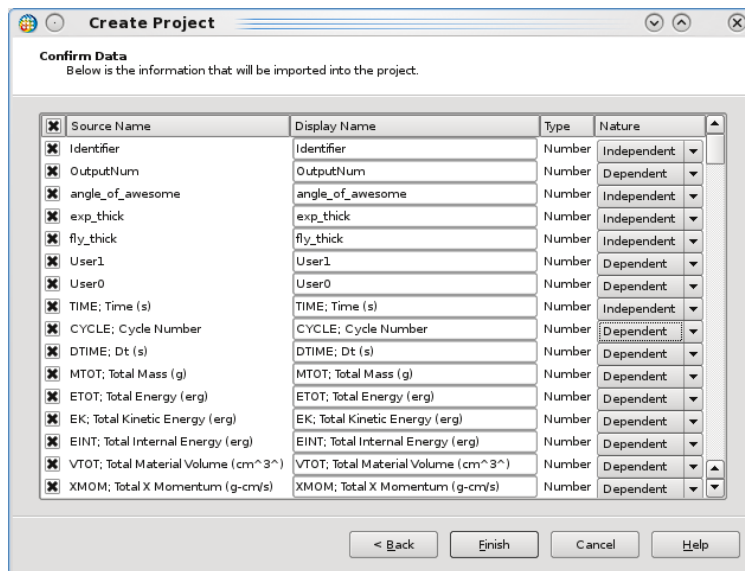 Create Project
Confirm Data
Below is the information that will be imported into the project.
Source Name Display Name Type Nature
Identifier Identifier Number Independent
OutputNum OutputNum Number Dependent
angle_of_awesome angle_of_awesome Number Independent
exp_thick exp_thick Number Independent
fly_thick fly_thick Number Independent
User1 User1 Number Dependent
User0 User0 Number Dependent
TIME; Time (s) TIME; Time (s) Number Independent
CYCLE; Cycle Number CYCLE; Cycle Number Number Dependent
DTIME; Dt (s) DTIME; Dt (s) Number Dependent
MTOT; Total Mass (g) MTOT; Total Mass (g) Number Dependent
ETOT; Total Energy (erg) ETOT; Total Energy (erg) Number Dependent
EK; Total Kinetic Energy (erg) EK; Total Kinetic Energy (erg) Number Dependent
EINT; Total Internal Energy (erg) EINT; Total Internal Energy (erg) Number Dependent
VTOT; Total Material Volume (cm^3^) VTOT; Total Material Volume (cm^3^) Number Dependent
XMOM; Total X Momentum (g-cm/s) XMOM; Total X Momentum (g-cm/s) Number Dependent
< Back Finish Cancel Help